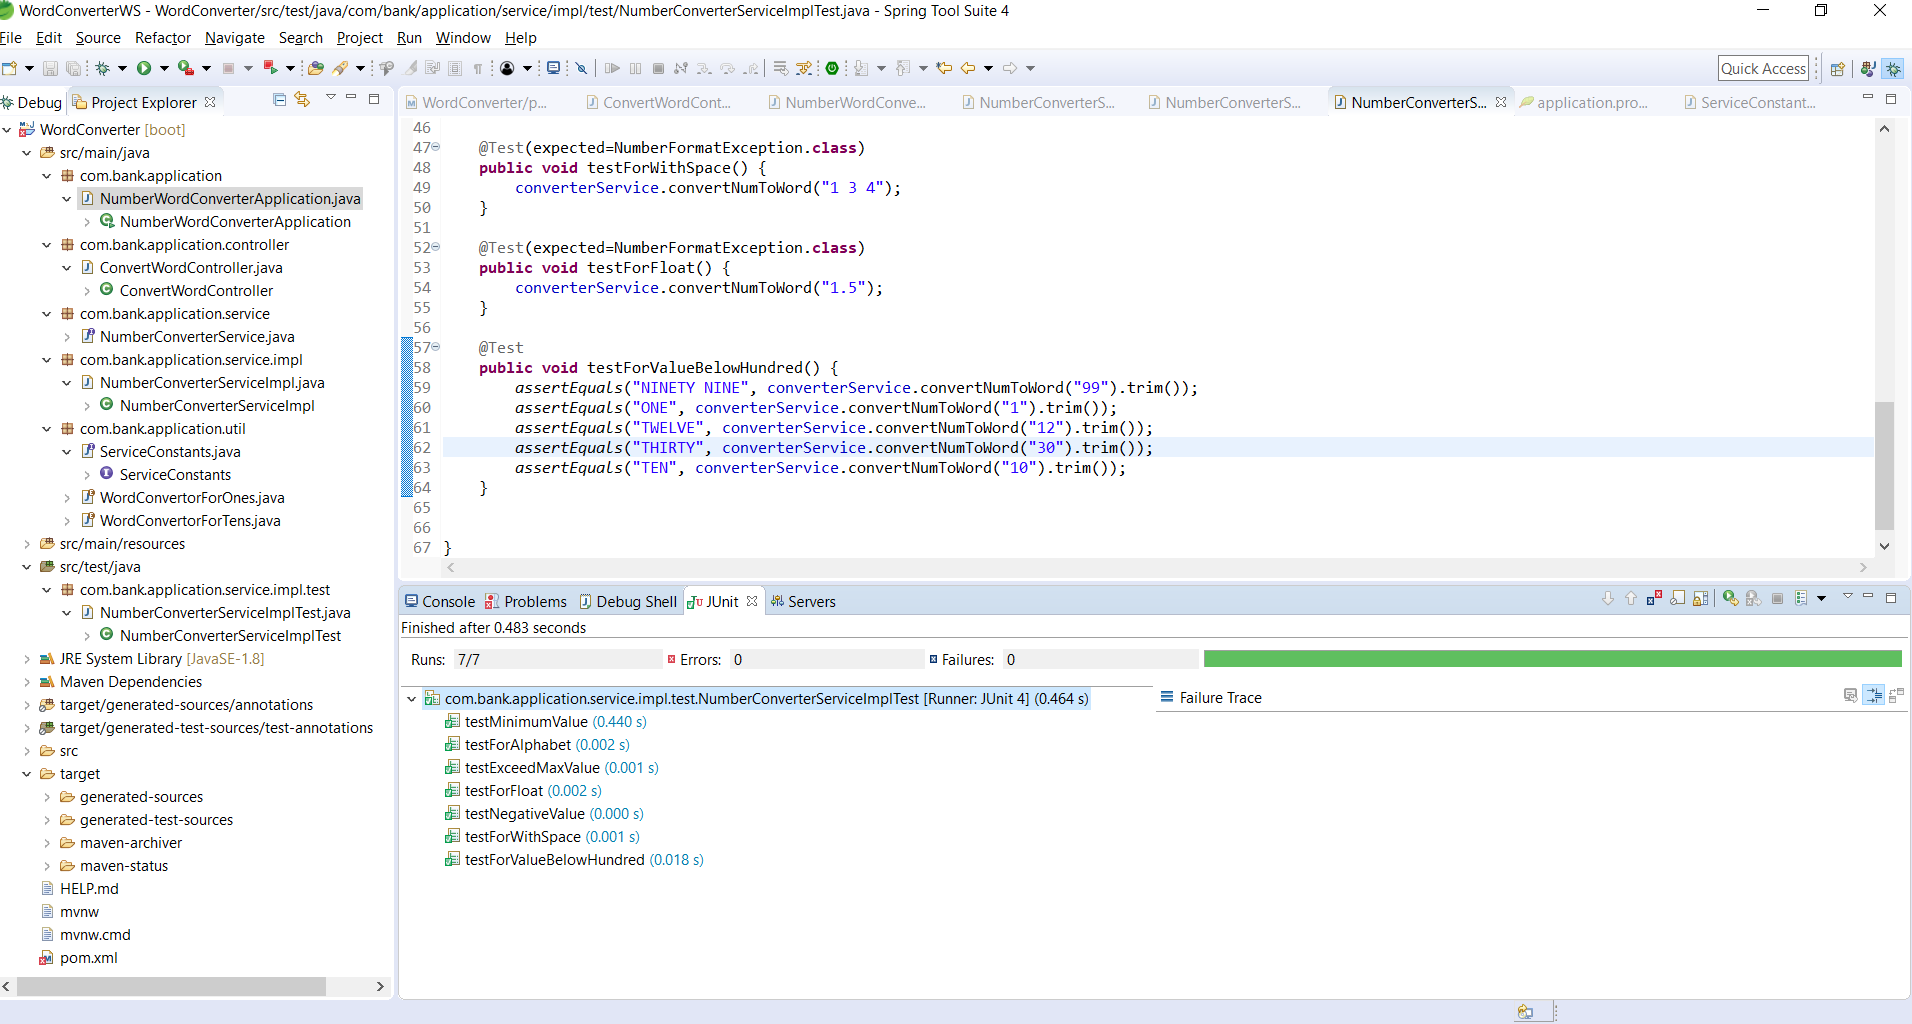 WordConverterWS - WordConverter/src/test/java/com/bank/application/service/impl/test/NumberConverterServiceImplTest.java - Spring Tool Suite 4
File Edit Source Refactor Navigate Search Project Run Window Help
Quick Access
Debug Project Explorer
WordConverter [boot]
src/main/java
com.bank.application
NumberWordConverterApplication.java
NumberWordConverterApplication
com.bank.application.controller
ConvertWordController.java
ConvertWordController
com.bank.application.service
NumberConverterService.java
com.bank.application.service.impl
NumberConverterServiceImpl.java
NumberConverterServiceImpl
com.bank.application.util
ServiceConstants.java
ServiceConstants
WordConvertorForOnes.java
WordConvertorForTens.java
src/main/resources
src/test/java
com.bank.application.service.impl.test
NumberConverterServiceImplTest.java
NumberConverterServiceImplTest
JRE System Library [JavaSE-1.8]
Maven Dependencies
target/generated-sources/annotations
target/generated-test-sources/test-annotations
src
target
generated-sources
generated-test-sources
maven-archiver
maven-status
HELP.md
mvnw
mvnw.cmd
pom.xml
WordConverter/p... ConvertWordCont... NumberWordConve... NumberConverterS... NumberConverterS... NumberConverterS... application.pro... ServiceConstant...
46
47 @Test(expected=NumberFormatException.class)
48 public void testForWithSpace() {
49 converterService.convertNumToWord("1 3 4");
50 }
51
52 @Test(expected=NumberFormatException.class)
53 public void testForFloat() {
54 converterService.convertNumToWord("1.5");
55 }
56
57 @Test
58 public void testForValueBelowHundred() {
59 assertEquals("NINETY NINE", converterService.convertNumToWord("99").trim());
60 assertEquals("ONE", converterService.convertNumToWord("1").trim());
61 assertEquals("TWELVE", converterService.convertNumToWord("12").trim());
62 assertEquals("THIRTY", converterService.convertNumToWord("30").trim());
63 assertEquals("TEN", converterService.convertNumToWord("10").trim());
64 }
65
66
67 }
Console Problems Debug Shell JUnit Servers
Finished after 0.483 seconds
Runs: 7/7 Errors: 0 Failures: 0
com.bank.application.service.impl.test.NumberConverterServiceImplTest [Runner: JUnit 4] (0.464 s)
testMinimumValue (0.440 s)
testForAlphabet (0.002 s)
testExceedMaxValue (0.001 s)
testForFloat (0.002 s)
testNegativeValue (0.000 s)
testForWithSpace (0.001 s)
testForValueBelowHundred (0.018 s)
Failure Trace